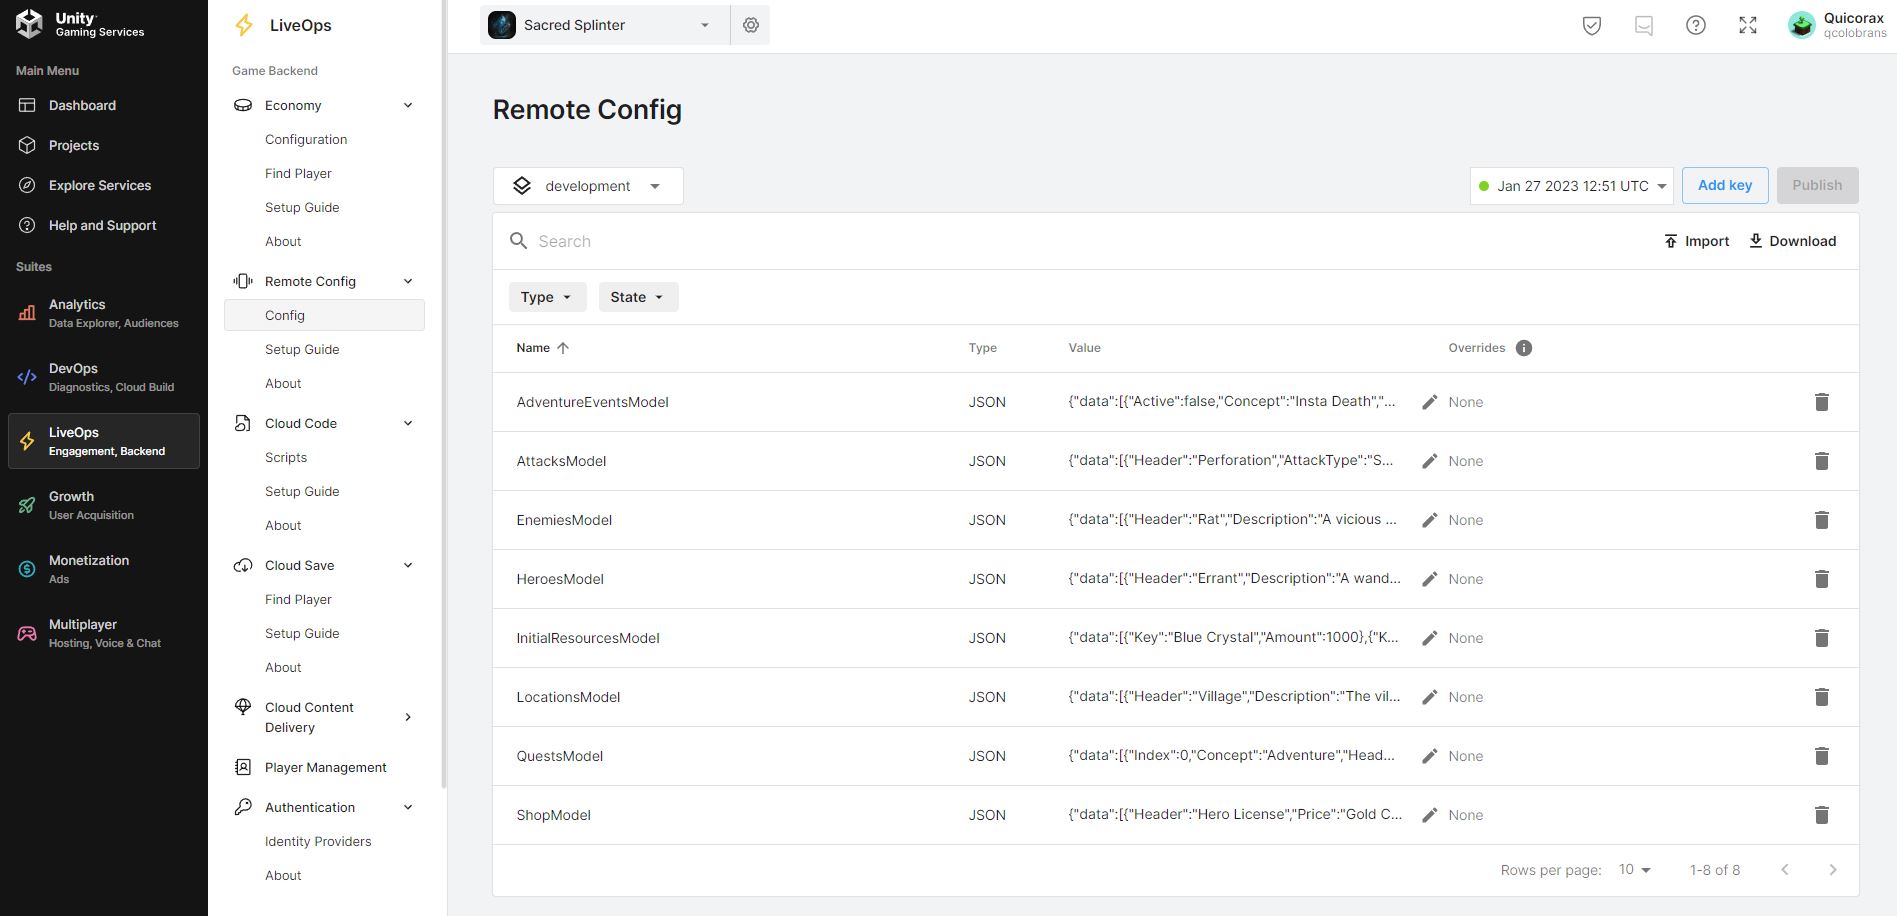 Unity
Gaming Services
Main Menu
Dashboard
Projects
Explore Services
Help and Support
Suites
Analytics
Data Explorer, Audiences
DevOps
Diagnostics, Cloud Build
LiveOps
Engagement, Backend
Growth
User Acquisition
Monetization
Ads
Multiplayer
Hosting, Voice & Chat
LiveOps
Game Backend
Economy
Configuration
Find Player
Setup Guide
About
Remote Config
Config
Setup Guide
About
Cloud Code
Scripts
Setup Guide
About
Cloud Save
Find Player
Setup Guide
About
Cloud Content
Delivery
Player Management
Authentication
Identity Providers
About
Sacred Splinter
Quicorax
qcolobrans
Remote Config
development
Jan 27 2023 12:51 UTC
Add key
Publish
Search
Import
Download
Type
State
Name Type Value Overrides
AdventureEventsModel JSON {"data":[{"Active":false,"Concept":"Insta Death","... None
AttacksModel JSON {"data":[{"Header":"Perforation","AttackType":"S... None
EnemiesModel JSON {"data":[{"Header":"Rat","Description":"A vicious ... None
HeroesModel JSON {"data":[{"Header":"Errant","Description":"A wand... None
InitialResourcesModel JSON {"data":[{"Key":"Blue Crystal","Amount":1000},{"K... None
LocationsModel JSON {"data":[{"Header":"Village","Description":"The vil... None
QuestsModel JSON {"data":[{"Index":0,"Concept":"Adventure","Head... None
ShopModel JSON {"data":[{"Header":"Hero License","Price":"Gold C... None
Rows per page: 10 1-8 of 8